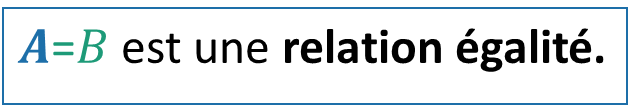 A=B est une relation égalité.